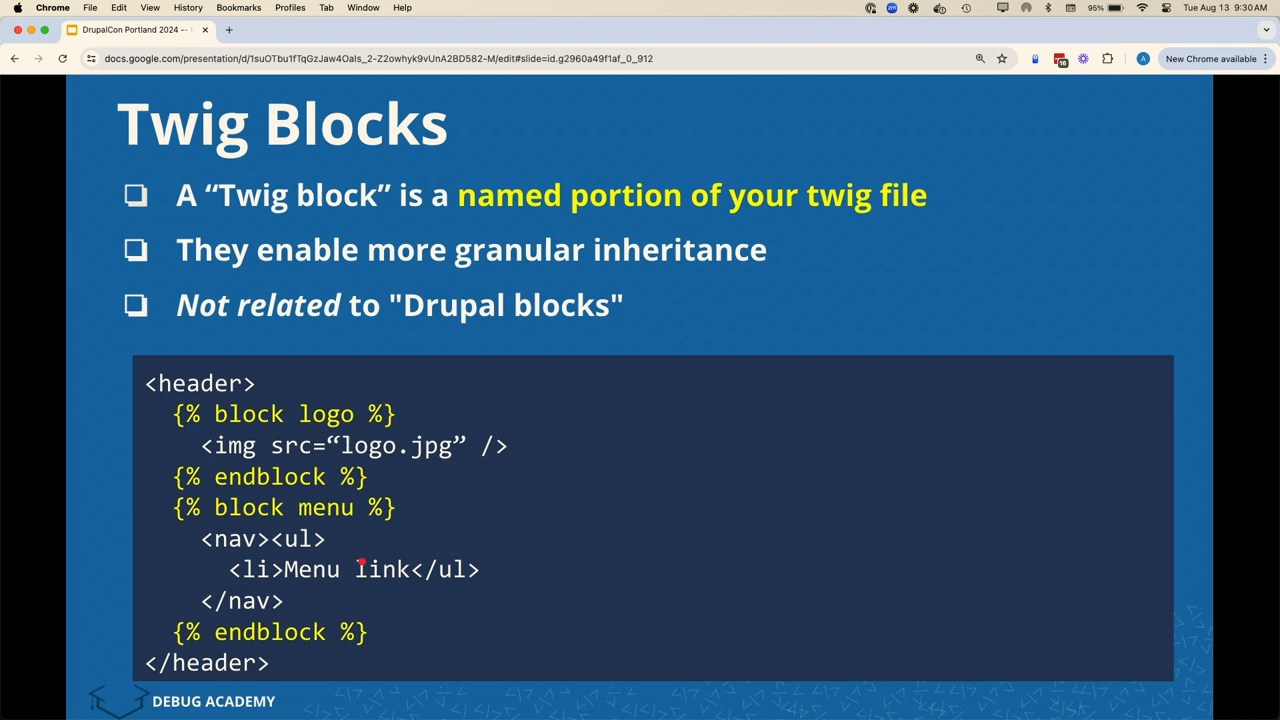 Chrome File Edit View History Bookmarks Profiles Tab Window Help 95% Tue Aug 13 9:30 AM
DrupalCon Portland 2024 --
docs.google.com/presentation/d/1suOTbu1fTqGzJaw4OaIs_2-Z2owhyk9vUnA2BD582-M/edit#slide=id.g2960a49f1af_0_912 16 A New Chrome available
Twig Blocks
A “Twig block” is a named portion of your twig file
They enable more granular inheritance
Not related to "Drupal blocks"
<header>
{% block logo %}
<img src=“logo.jpg” />
{% endblock %}
{% block menu %}
<nav><ul>
<li>Menu link</ul>
</nav>
{% endblock %}
</header>
DEBUG ACADEMY